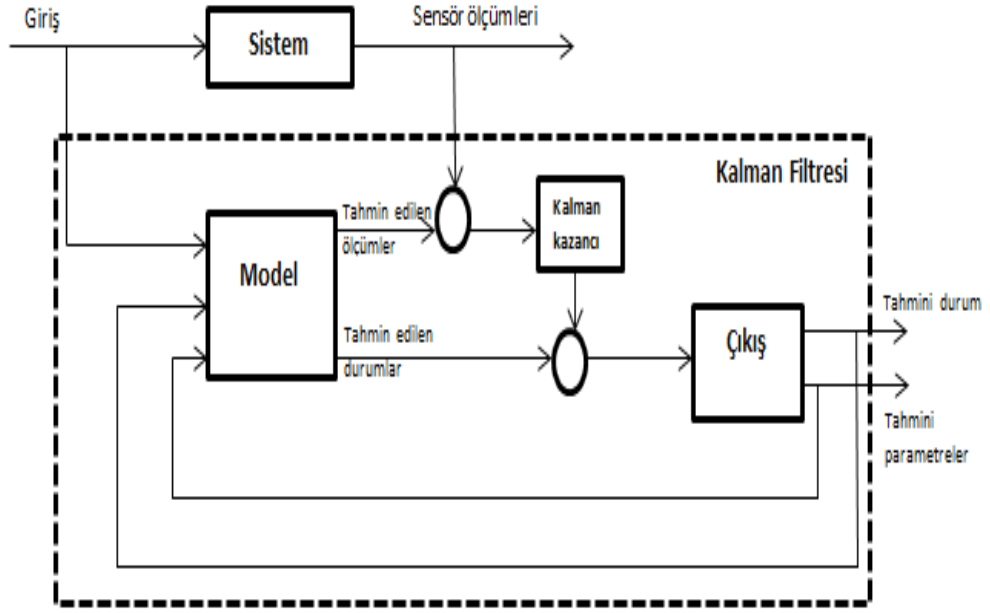 Giriş
Sensör ölçümleri
Sistem
Kalman Filtresi
Tahmin edilen
ölçümler
Kalman
kazancı
Model
Tahmin edilen
durumlar
Çıkış
Tahmini durum
Tahmini
parametreler